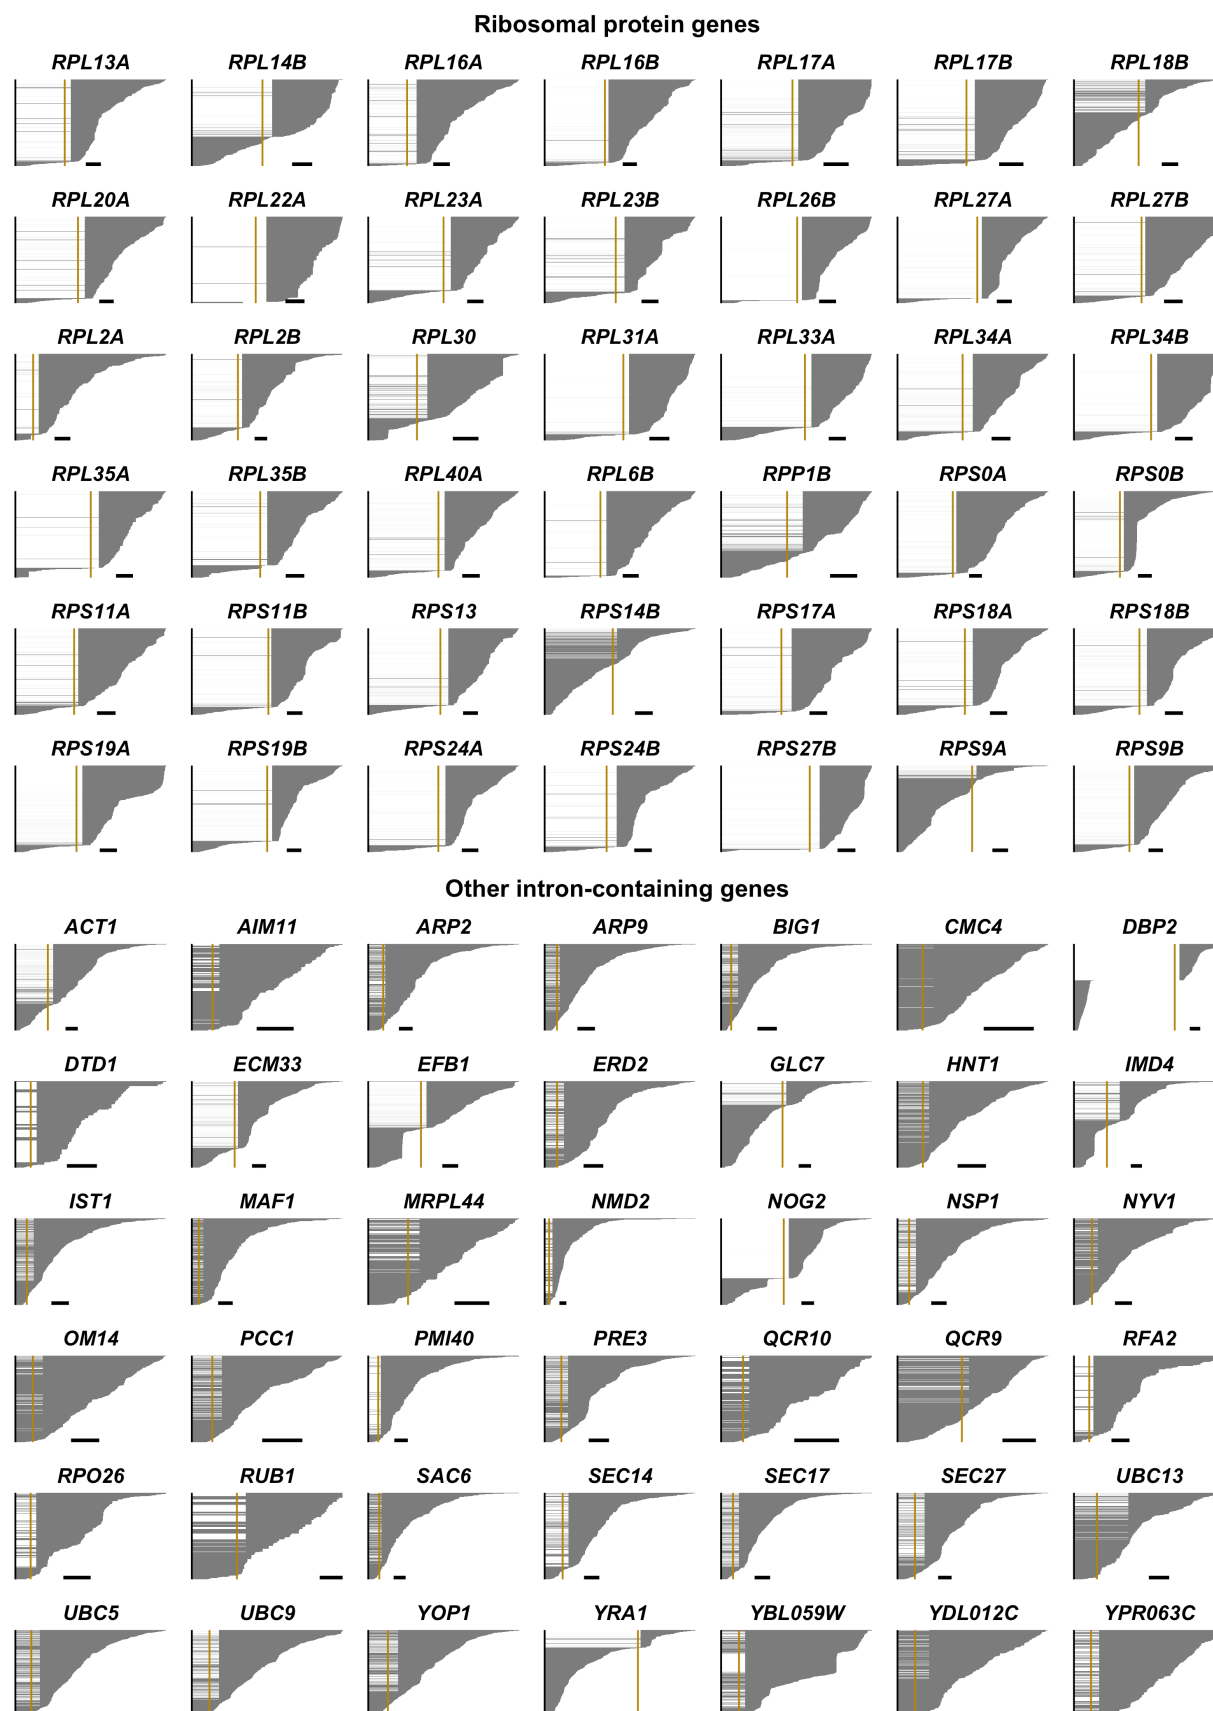 Ribosomal protein genes
RPL13A RPL14B RPL16A RPL16B RPL17A RPL17B RPL18B
RPL20A RPL22A RPL23A RPL23B RPL26B RPL27A RPL27B
RPL2A RPL2B RPL30 RPL31A RPL33A RPL34A RPL34B
RPL35A RPL35B RPL40A RPL6B RPP1B RPS0A RPS0B
RPS11A RPS11B RPS13 RPS14B RPS17A RPS18A RPS18B
RPS19A RPS19B RPS24A RPS24B RPS27B RPS9A RPS9B
Other intron-containing genes
ACT1 AIM11 ARP2 ARP9 BIG1 CMC4 DBP2
DTD1 ECM33 EFB1 ERD2 GLC7 HNT1 IMD4
IST1 MAF1 MRPL44 NMD2 NOG2 NSP1 NYV1
OM14 PCC1 PMI40 PRE3 QCR10 QCR9 RFA2
RPO26 RUB1 SAC6 SEC14 SEC17 SEC27 UBC13
UBC5 UBC9 YOP1 YRA1 YBL059W YDL012C YPR063C